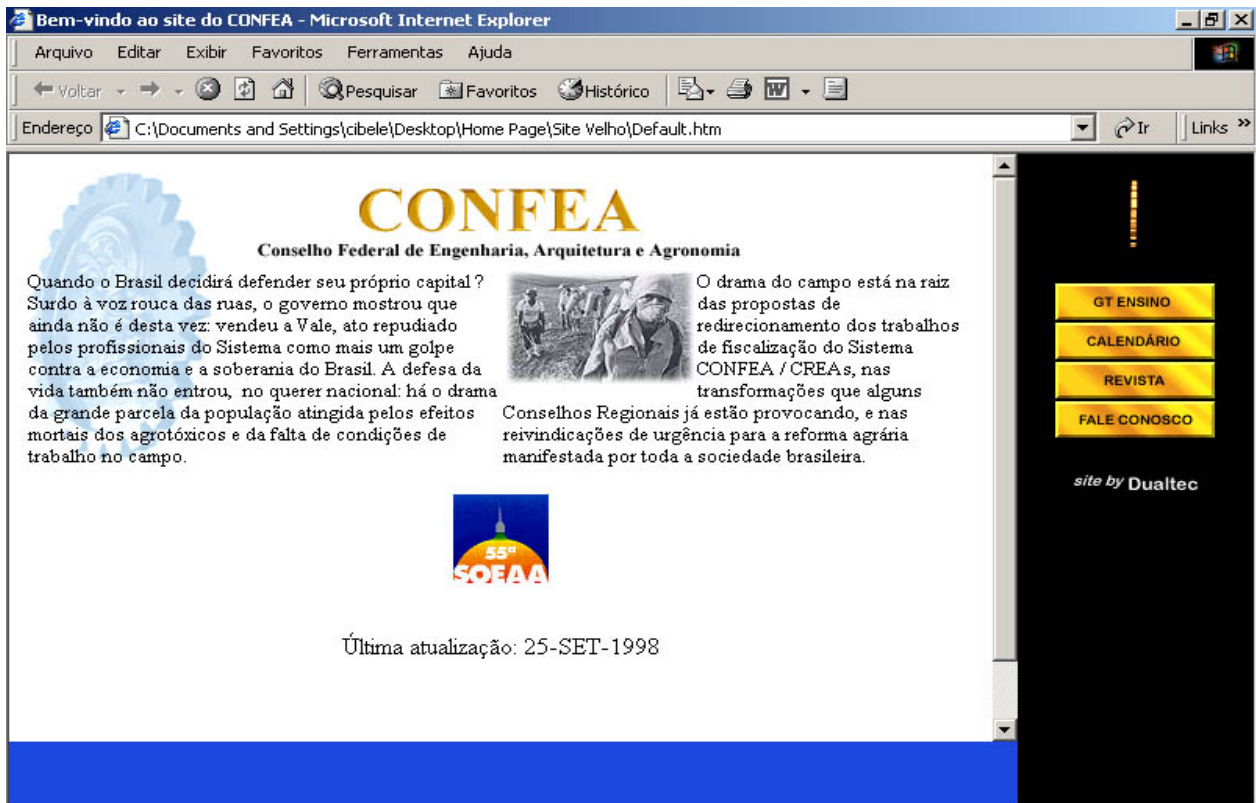 Bem-vindo ao site do CONFEA - Microsoft Internet Explorer
Arquivo Editar Exibir Favoritos Ferramentas Ajuda
Voltar Pesquisar Favoritos Histórico
Endereço C:\Documents and Settings\cibele\Desktop\Home Page\Site Velho\Default.htm Ir Links »
CONFEA
Conselho Federal de Engenharia, Arquitetura e Agronomia
Quando o Brasil decidirá defender seu próprio capital ?
Surdo à voz rouca das ruas, o governo mostrou que
ainda não é desta vez: vendeu a Vale, ato repudiado
pelos profissionais do Sistema como mais um golpe
contra a economia e a soberania do Brasil. A defesa da
vida também não entrou, no querer nacional: há o drama
da grande parcela da população atingida pelos efeitos
mortais dos agrotóxicos e da falta de condições de
trabalho no campo.
O drama do campo está na raiz
das propostas de
redirecionamento dos trabalhos
de fiscalização do Sistema
CONFEA / CREAs, nas
transformações que alguns
Conselhos Regionais já estão provocando, e nas
reivindicações de urgência para a reforma agrária
manifestada por toda a sociedade brasileira.
55ª
SOEAA
Última atualização: 25-SET-1998
GT ENSINO
CALENDÁRIO
REVISTA
FALE CONOSCO
site by Dualtec